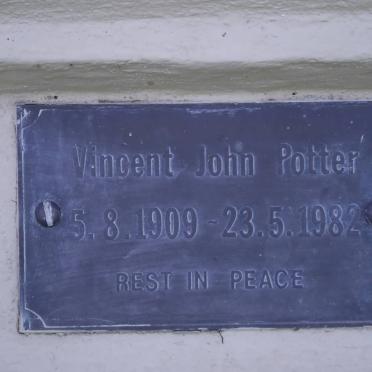 Vincent John Potter
5.8.1909 - 23.5.1982
REST IN PEACE